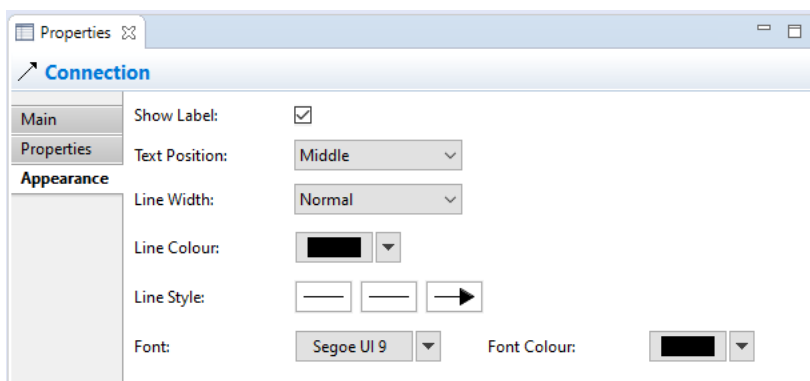 Properties
Connection
Main
Properties
Appearance
Show Label:
Text Position: Middle
Line Width: Normal
Line Colour:
Line Style:
Font: Segoe UI 9 Font Colour: